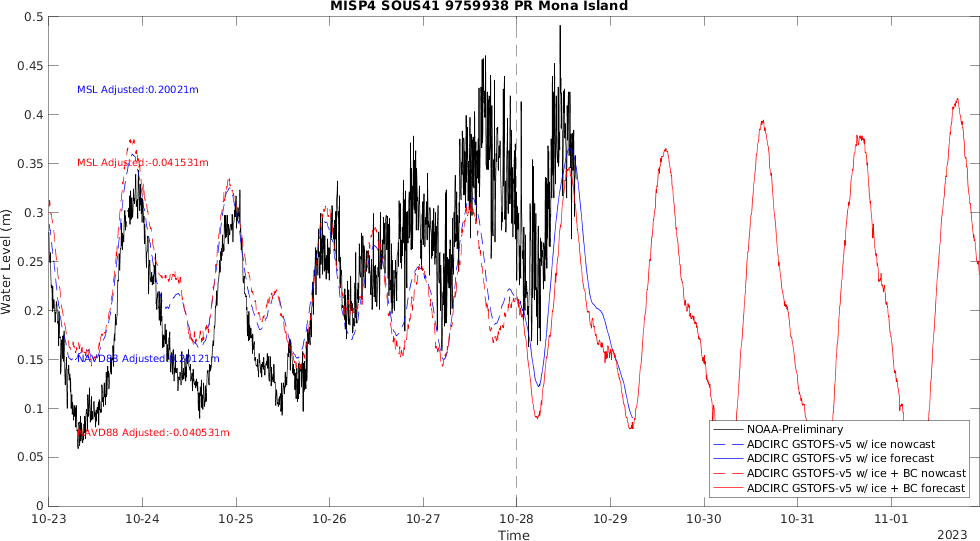 MISP4 SOUS41 9759938 PR Mona Island
0.5
0.45
0.4
0.35
0.3
0.25
0.2
0.15
0.1
0.05
0
Water Level (m)
MSL Adjusted:0.20021m
MSL Adjusted:-0.041531m
NAVD88 Adjusted:0.20121m
NAVD88 Adjusted:-0.040531m
NOAA-Preliminary
ADCIRC GSTOFS-v5 w/ ice nowcast
ADCIRC GSTOFS-v5 w/ ice forecast
ADCIRC GSTOFS-v5 w/ ice + BC nowcast
ADCIRC GSTOFS-v5 w/ ice + BC forecast
10-23 10-24 10-25 10-26 10-27 10-28 10-29 10-30 10-31 11-01
Time
2023